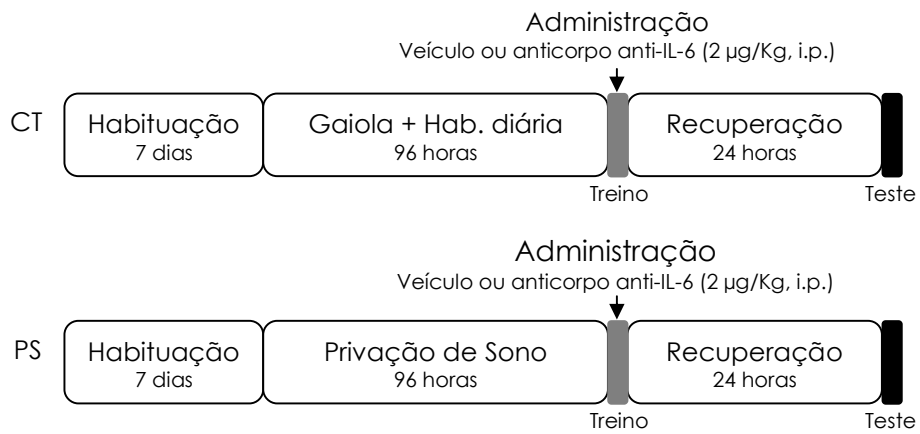 Administração
Veículo ou anticorpo anti-IL-6 (2 µg/Kg, i.p.)
CT
Habituação
7 dias
Gaiola + Hab. diária
96 horas
Recuperação
24 horas
Treino
Teste
Administração
Veículo ou anticorpo anti-IL-6 (2 µg/Kg, i.p.)
PS
Habituação
7 dias
Privação de Sono
96 horas
Recuperação
24 horas
Treino
Teste